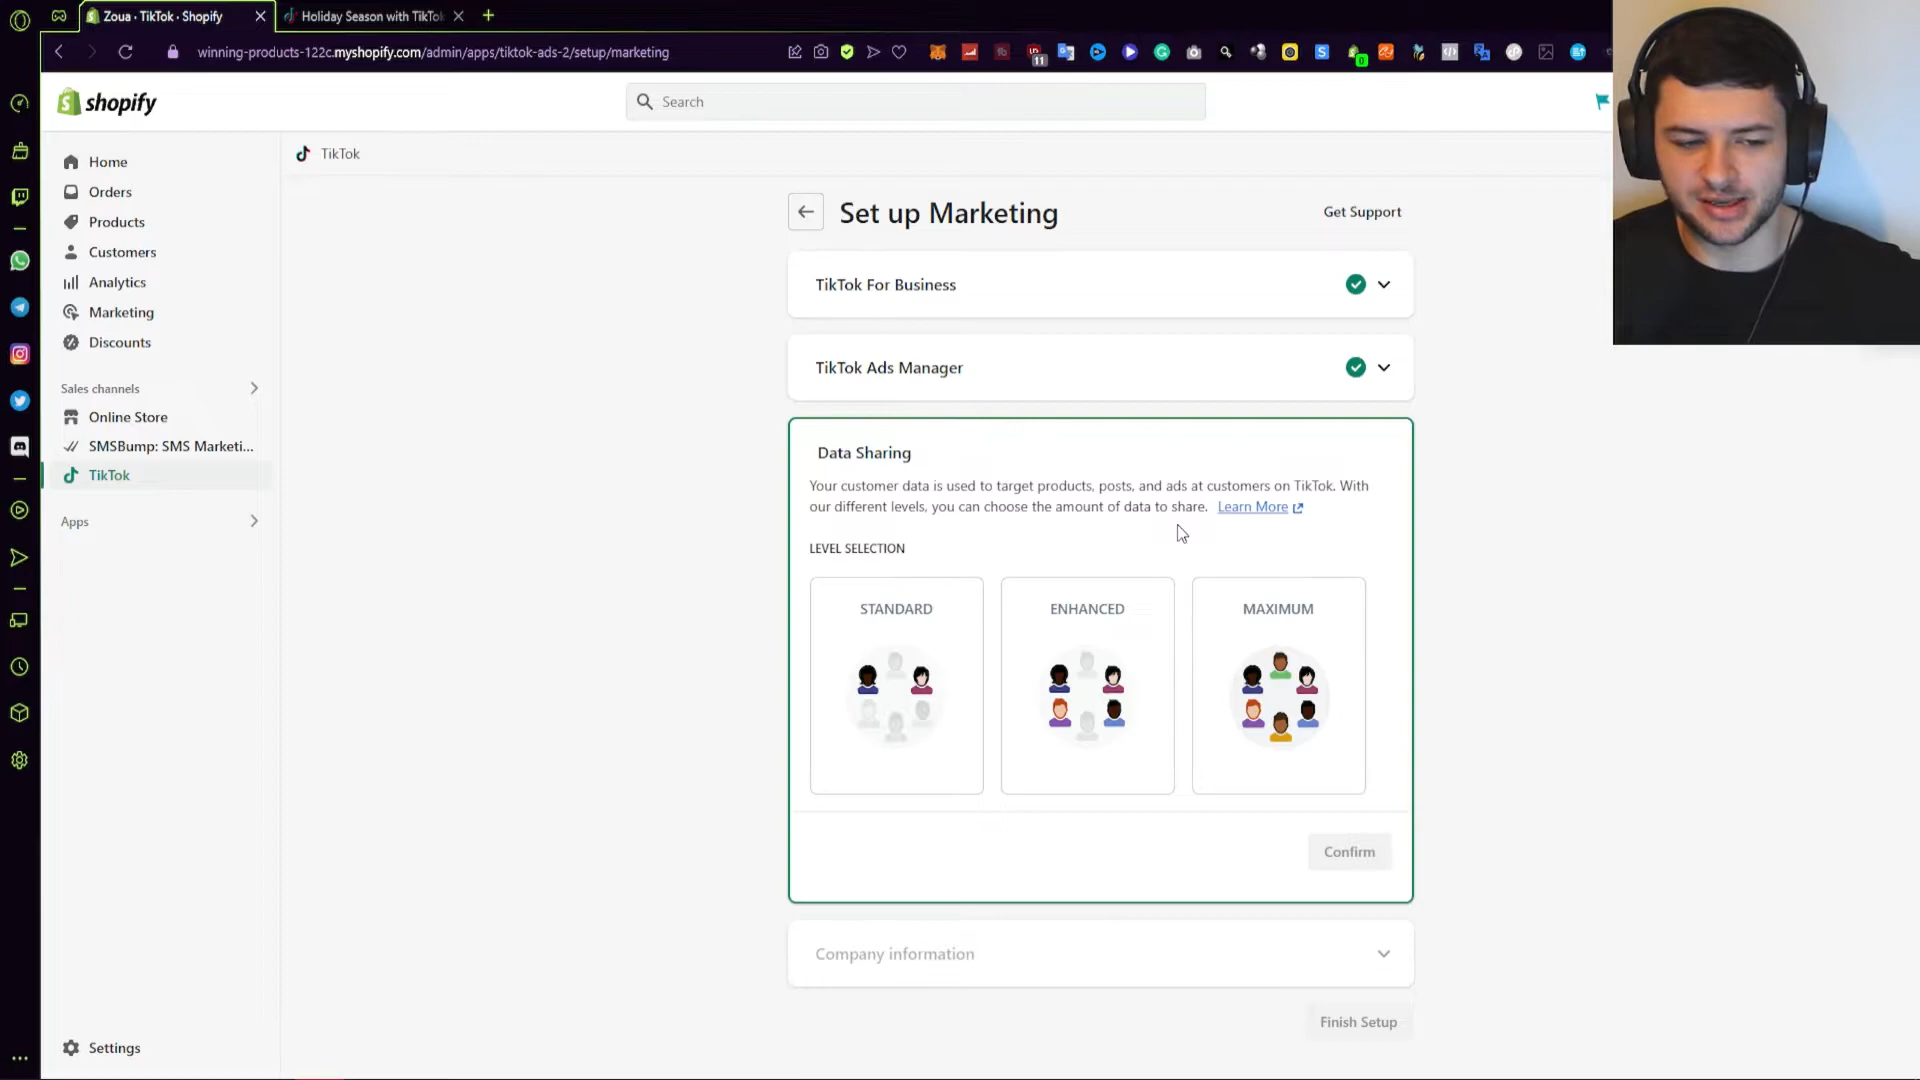 Zoua · TikTok · Shopify
Holiday Season with TikTok
winning-products-122c.myshopify.com/admin/apps/tiktok-ads-2/setup/marketing
11
0
shopify
Search
Home
Orders
Products
Customers
Analytics
Marketing
Discounts
Sales channels
Online Store
SMSBump: SMS Marketi...
TikTok
Apps
Settings
TikTok
Set up Marketing
Get Support
TikTok For Business
TikTok Ads Manager
Data Sharing
Your customer data is used to target products, posts, and ads at customers on TikTok. With
our different levels, you can choose the amount of data to share. Learn More
LEVEL SELECTION
STANDARD
ENHANCED
MAXIMUM
Confirm
Company information
Finish Setup